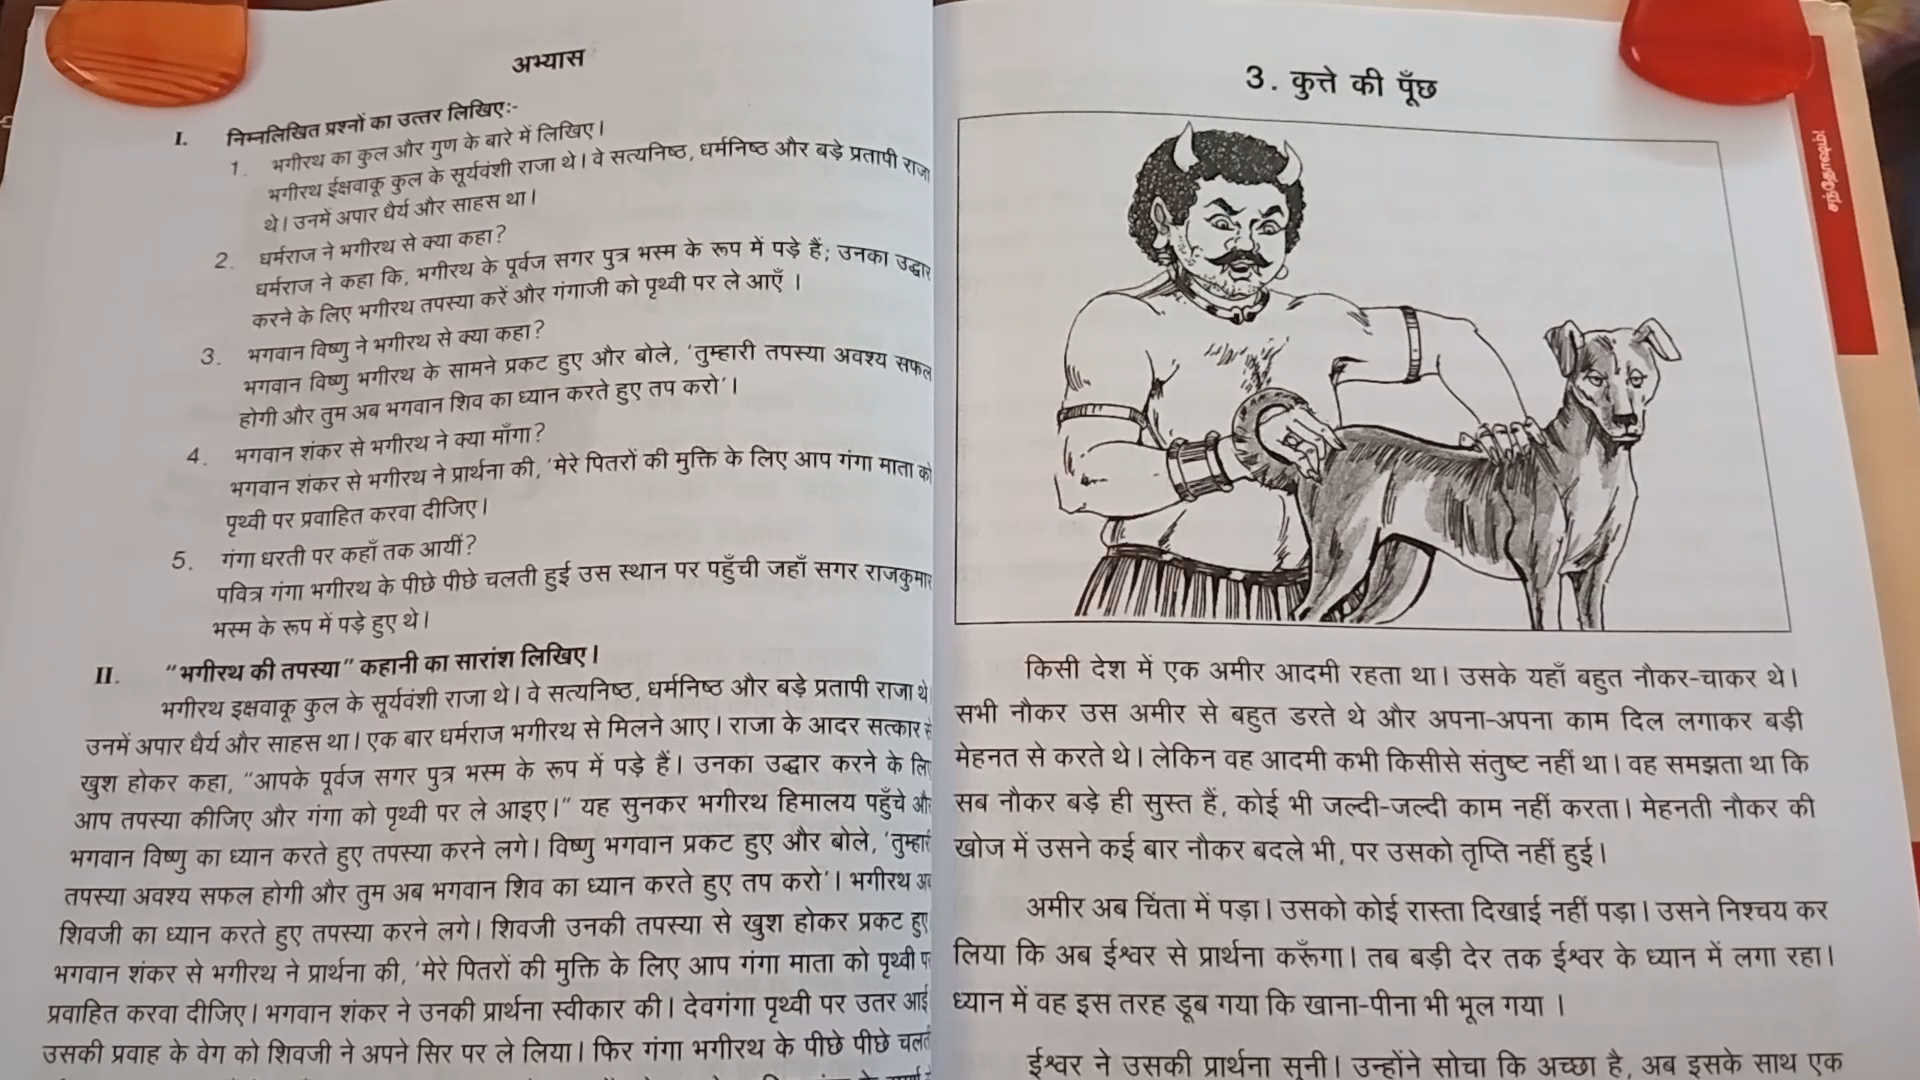 अभ्यास
I. निम्नलिखित प्रश्नों का उत्तर लिखिए:-
1. भगीरथ का कुल और गुण के बारे में लिखिए।
भगीरथ ईक्षवाकू कुल के सूर्यवंशी राजा थे। वे सत्यनिष्ठ, धर्मनिष्ठ और बड़े प्रतापी राजा
थे। उनमें अपार धैर्य और साहस था।
2. धर्मराज ने भगीरथ से क्या कहा?
धर्मराज ने कहा कि, भगीरथ के पूर्वज सगर पुत्र भस्म के रूप में पड़े हैं; उनका उद्धार
करने के लिए भगीरथ तपस्या करें और गंगाजी को पृथ्वी पर ले आएँ ।
3. भगवान विष्णु ने भगीरथ से क्या कहा?
भगवान विष्णु भगीरथ के सामने प्रकट हुए और बोले, 'तुम्हारी तपस्या अवश्य सफल
होगी और तुम अब भगवान शिव का ध्यान करते हुए तप करो'।
4. भगवान शंकर से भगीरथ ने क्या माँगा?
भगवान शंकर से भगीरथ ने प्रार्थना की, 'मेरे पितरों की मुक्ति के लिए आप गंगा माता को
पृथ्वी पर प्रवाहित करवा दीजिए।
5. गंगा धरती पर कहाँ तक आयीं?
पवित्र गंगा भगीरथ के पीछे पीछे चलती हुई उस स्थान पर पहुँची जहाँ सगर राजकुमार
भस्म के रूप में पड़े हुए थे।
II. "भगीरथ की तपस्या" कहानी का सारांश लिखिए।
भगीरथ इक्षवाकू कुल के सूर्यवंशी राजा थे। वे सत्यनिष्ठ, धर्मनिष्ठ और बड़े प्रतापी राजा थे।
उनमें अपार धैर्य और साहस था। एक बार धर्मराज भगीरथ से मिलने आए। राजा के आदर सत्कार से
खुश होकर कहा, "आपके पूर्वज सगर पुत्र भस्म के रूप में पड़े हैं। उनका उद्धार करने के
आप तपस्या कीजिए और गंगा को पृथ्वी पर ले आइए।" यह सुनकर भगीरथ हिमालय पहुँचे
भगवान विष्णु का ध्यान करते हुए तपस्या करने लगे। विष्णु भगवान प्रकट हुए और बोले,
तपस्या अवश्य सफल होगी और तुम अब भगवान शिव का ध्यान करते हुए तप करो'। भगीरथ
शिवजी का ध्यान करते हुए तपस्या करने लगे। शिवजी उनकी तपस्या से खुश होकर प्रकट हुए
भगवान शंकर से भगीरथ ने प्रार्थना की, 'मेरे पितरों की मुक्ति के लिए आप गंगा माता को पृथ्वी
प्रवाहित करवा दीजिए। भगवान शंकर ने उनकी प्रार्थना स्वीकार की। देवगंगा पृथ्वी पर उतर आई
उसकी प्रवाह के वेग को शिवजी ने अपने सिर पर ले लिया। फिर गंगा भगीरथ के पीछे पीछे
3. कुत्ते की पूँछ
किसी देश में एक अमीर आदमी रहता था। उसके यहाँ बहुत नौकर-चाकर थे।
सभी नौकर उस अमीर से बहुत डरते थे और अपना-अपना काम दिल लगाकर बड़ी
मेहनत से करते थे। लेकिन वह आदमी कभी किसीसे संतुष्ट नहीं था। वह समझता था कि
सब नौकर बड़े ही सुस्त हैं, कोई भी जल्दी-जल्दी काम नहीं करता। मेहनती नौकर की
खोज में उसने कई बार नौकर बदले भी, पर उसको तृप्ति नहीं हुई।
अमीर अब चिंता में पड़ा। उसको कोई रास्ता दिखाई नहीं पड़ा। उसने निश्चय कर
लिया कि अब ईश्वर से प्रार्थना करूँगा। तब बड़ी देर तक ईश्वर के ध्यान में लगा रहा।
ध्यान में वह इस तरह डूब गया कि खाना-पीना भी भूल गया ।
ईश्वर ने उसकी प्रार्थना सुनी। उन्होंने सोचा कि अच्छा है, अब इसके साथ एक